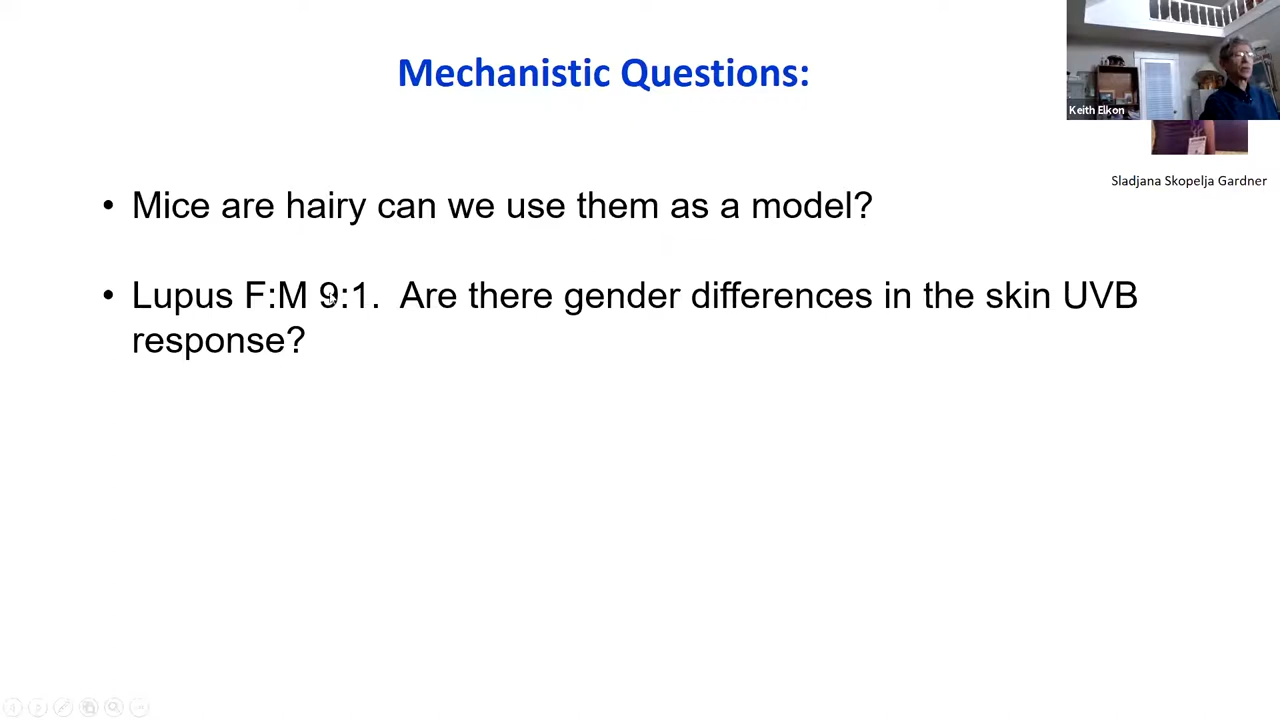 Mechanistic Questions:
Keith Elkon
Sladjana Skopelja Gardner
• Mice are hairy can we use them as a model?
• Lupus F:M 9:1. Are there gender differences in the skin UVB
response?